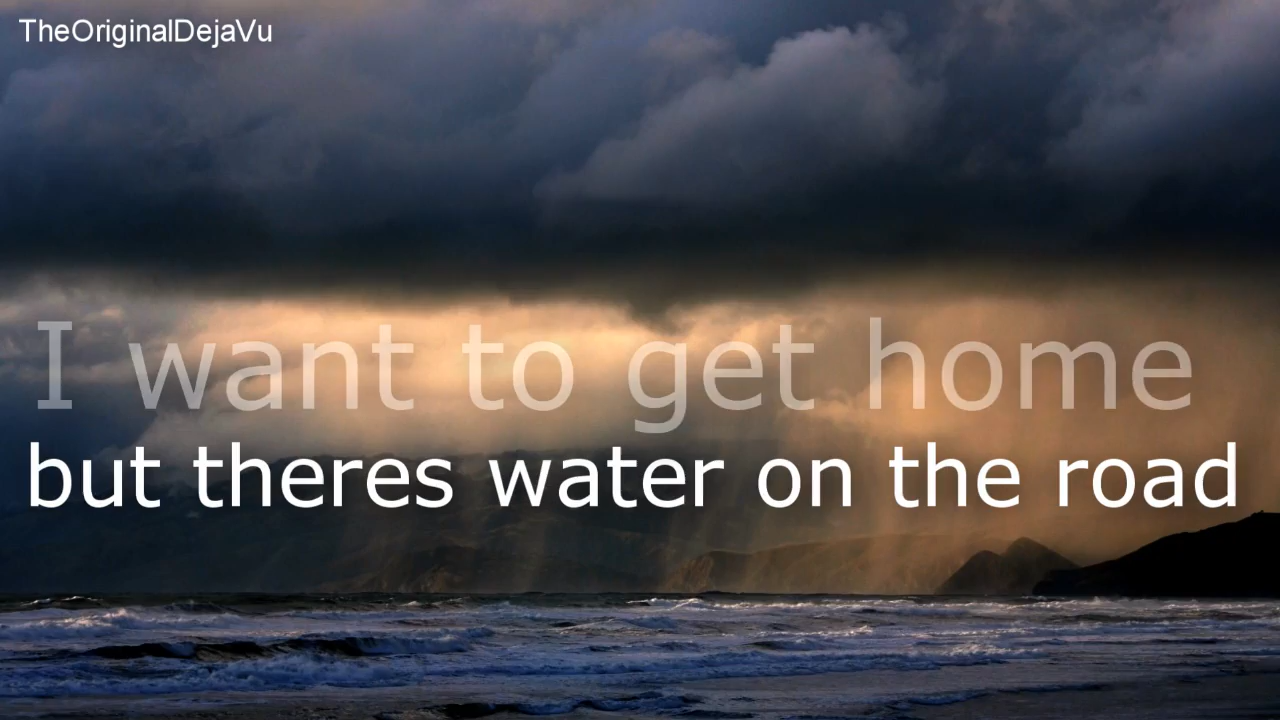 TheOriginalDejaVu
I want to get home
but theres water on the road